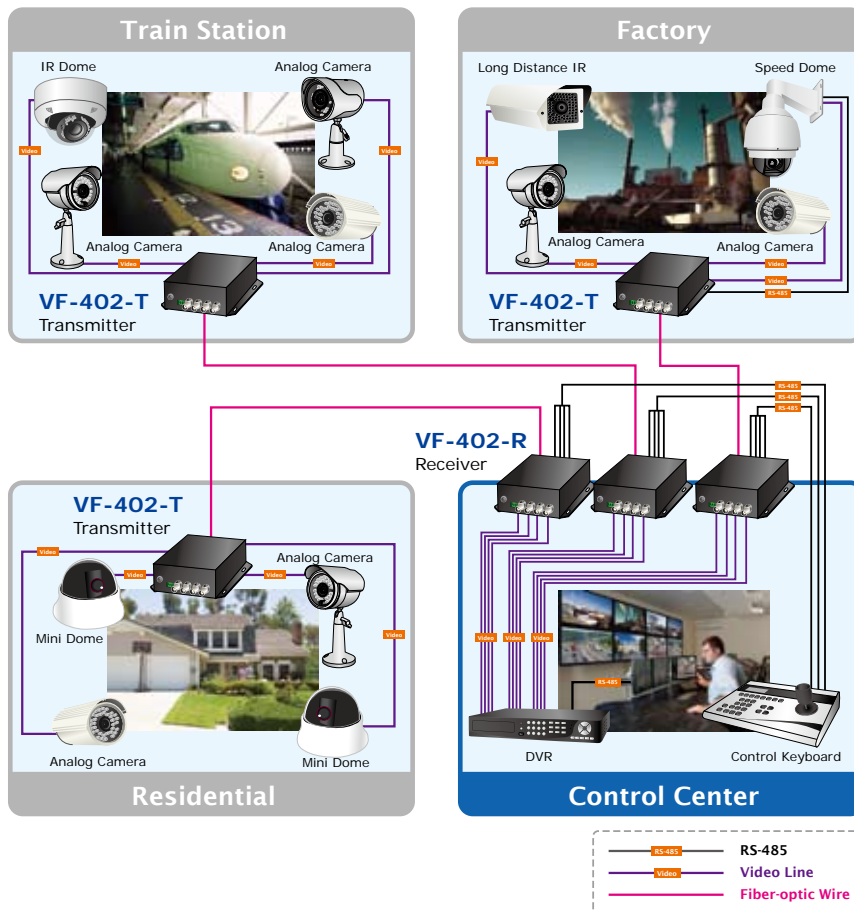 Train Station
IR Dome
Analog Camera
Video
Video
Analog Camera
Analog Camera
Video
Video
VF-402-T
Transmitter
Factory
Long Distance IR
Speed Dome
Video
Analog Camera
Analog Camera
Video
Video
Video
RS-485
VF-402-T
Transmitter
RS-485
RS-485
RS-485
VF-402-R
Receiver
VF-402-T
Transmitter
Video
Analog Camera
Video
Video
Mini Dome
Video
Analog Camera
Mini Dome
Residential
Video
Video
Video
RS-485
DVR
Control Keyboard
Control Center
RS-485
RS-485
Video
Video Line
Fiber-optic Wire